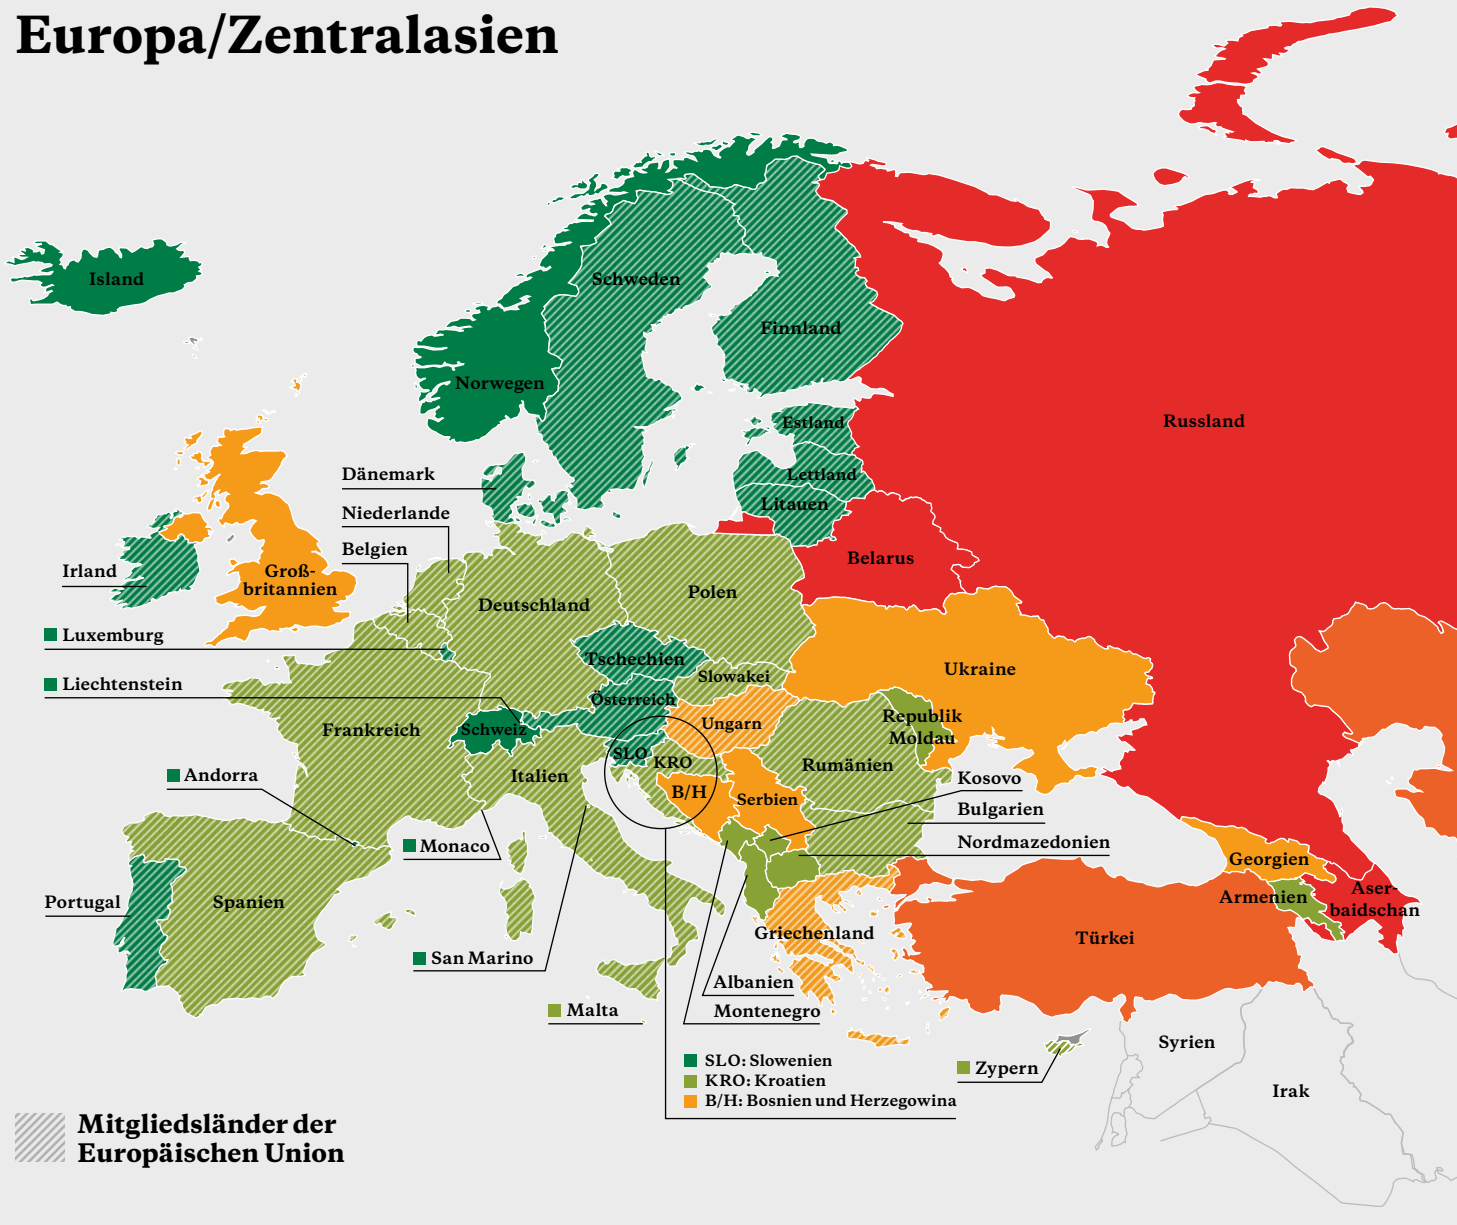 Europa/Zentralasien
Island
Schweden
Finnland
Norwegen
Russland
Estland
Dänemark
Lettland
Litauen
Niederlande
Belgien
Belarus
Irland
Groß-
britannien
Polen
Deutschland
Luxemburg
Tschechien
Ukraine
Slowakei
Liechtenstein
Österreich
Republik
Moldau
Ungarn
Frankreich
Schweiz
SLO
KRO
Rumänien
Andorra
Italien
Kosovo
B/H
Serbien
Bulgarien
Monaco
Nordmazedonien
Georgien
Portugal
Spanien
Armenien
Aser-
baidschan
Griechenland
Türkei
San Marino
Albanien
Malta
Montenegro
Syrien
SLO: Slowenien
KRO: Kroatien
B/H: Bosnien und Herzegowina
Zypern
Irak
Mitgliedsländer der
Europäischen Union